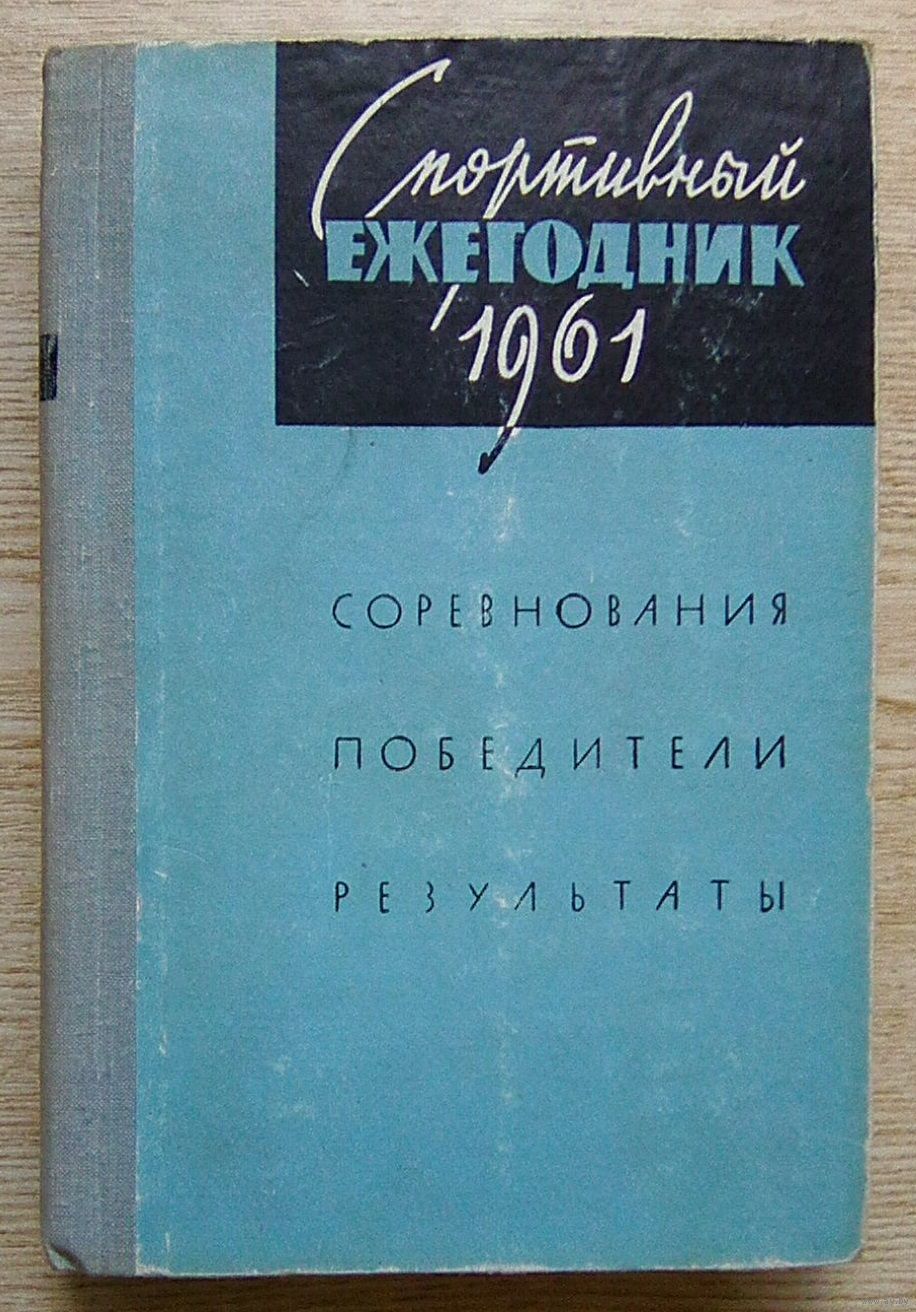 Спортивный
ЕЖЕГОДНИК
1961
СОРЕВНОВАНИЯ
ПОБЕДИТЕЛИ
РЕЗУЛЬТАТЫ